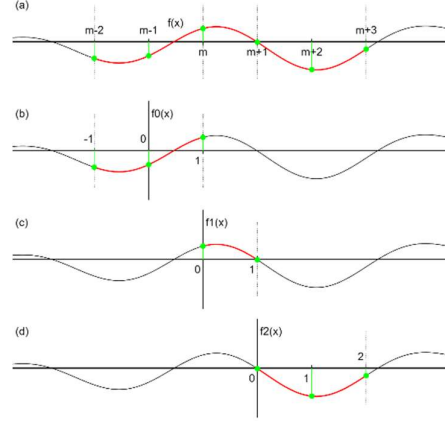 (a)
m-2 m-1 f(x) m m+1 m+2 m+3
(b)
f0(x)
-1 0 1
(c)
f1(x)
0 1
(d)
f2(x)
0 1 2